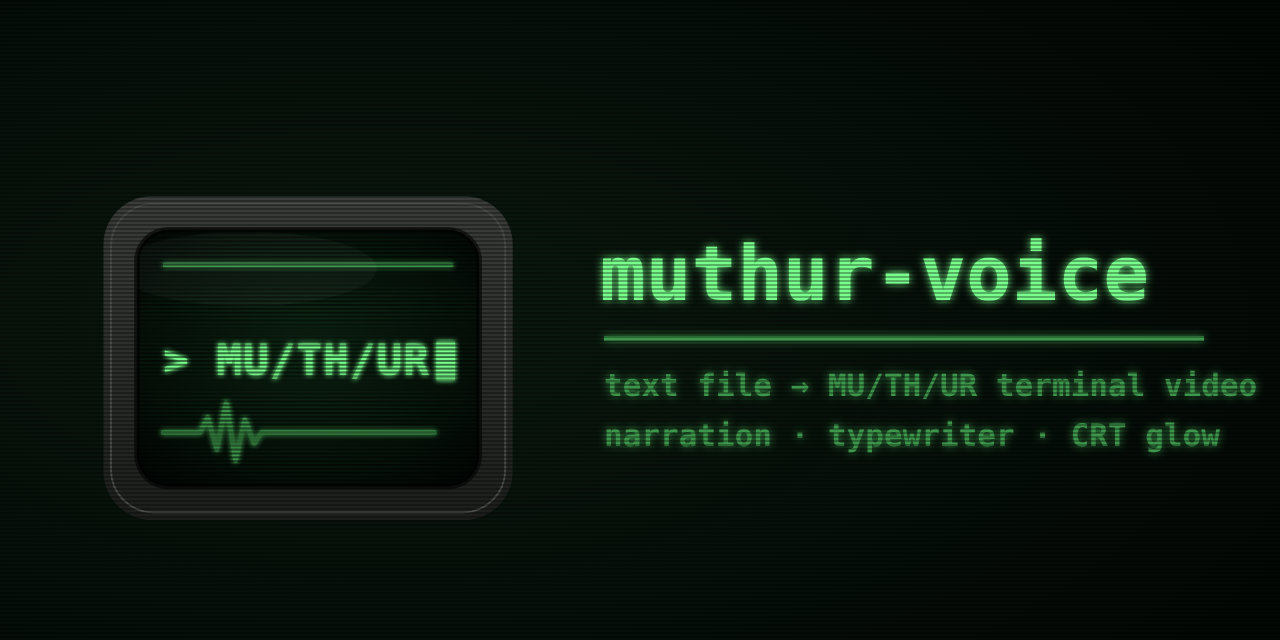 > MU/TH/UR
muthur-voice
text file → MU/TH/UR terminal video
narration · typewriter · CRT glow